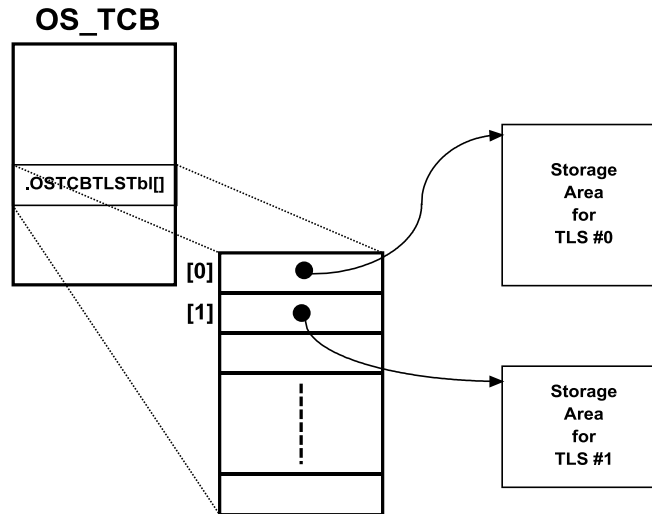 OS_TCB
.OSTCBTLSTbl[]
[0]
[1]
Storage
Area
for
TLS #0
Storage
Area
for
TLS #1